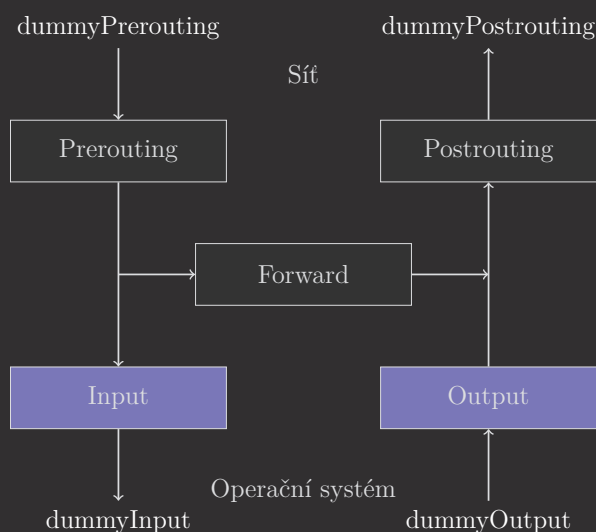 dummyPrerouting
dummyPostrouting
Síť
Prerouting
Postrouting
Forward
Input
Output
Operační systém
dummyInput
dummyOutput